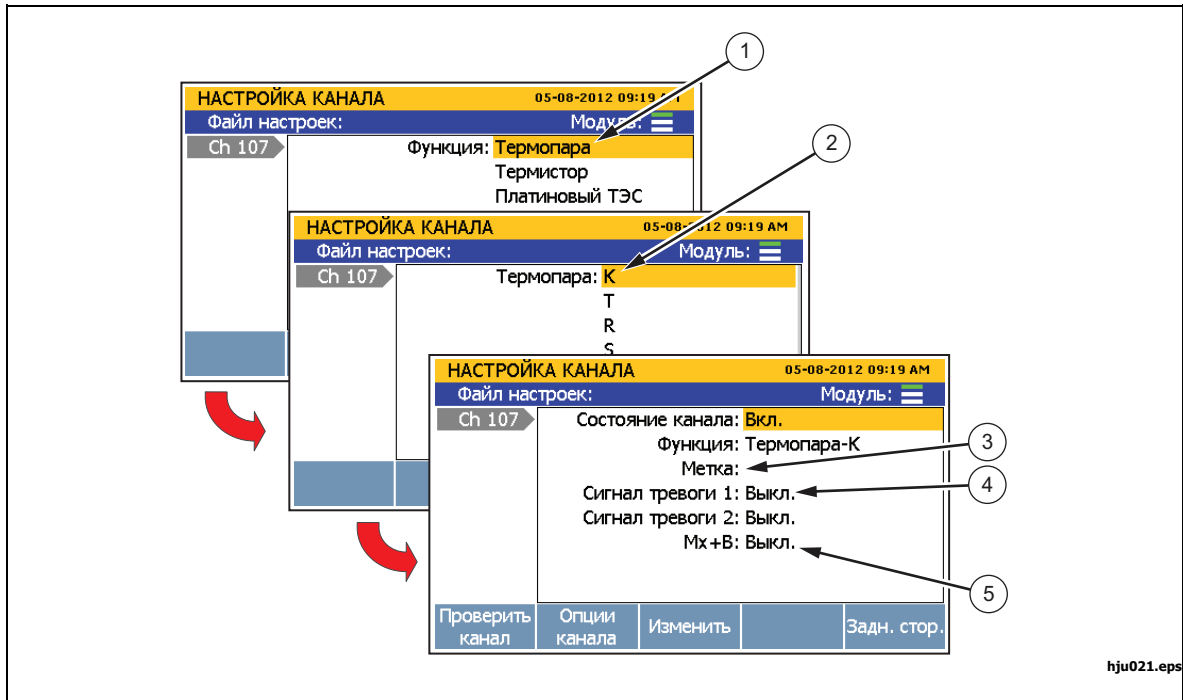 1
НАСТРОЙКА КАНАЛА 05-08-2012 09:19
Файл настроек: Модуль:
Ch 107 Функция: Термопара
Термистор
Платиновый ТЭС
2
НАСТРОЙКА КАНАЛА 05-08-2012 09:19 AM
Файл настроек: Модуль:
Ch 107 Термопара: K
T
R
S
НАСТРОЙКА КАНАЛА 05-08-2012 09:19 AM
Файл настроек: Модуль:
Ch 107 Состояние канала: Вкл.
Функция: Термопара-K
Метка:
3
Сигнал тревоги 1: Выкл.
4
Сигнал тревоги 2: Выкл.
Mx+B: Выкл.
5
Проверить канал
Опции канала
Изменить
Задн. стор.
hju021.eps